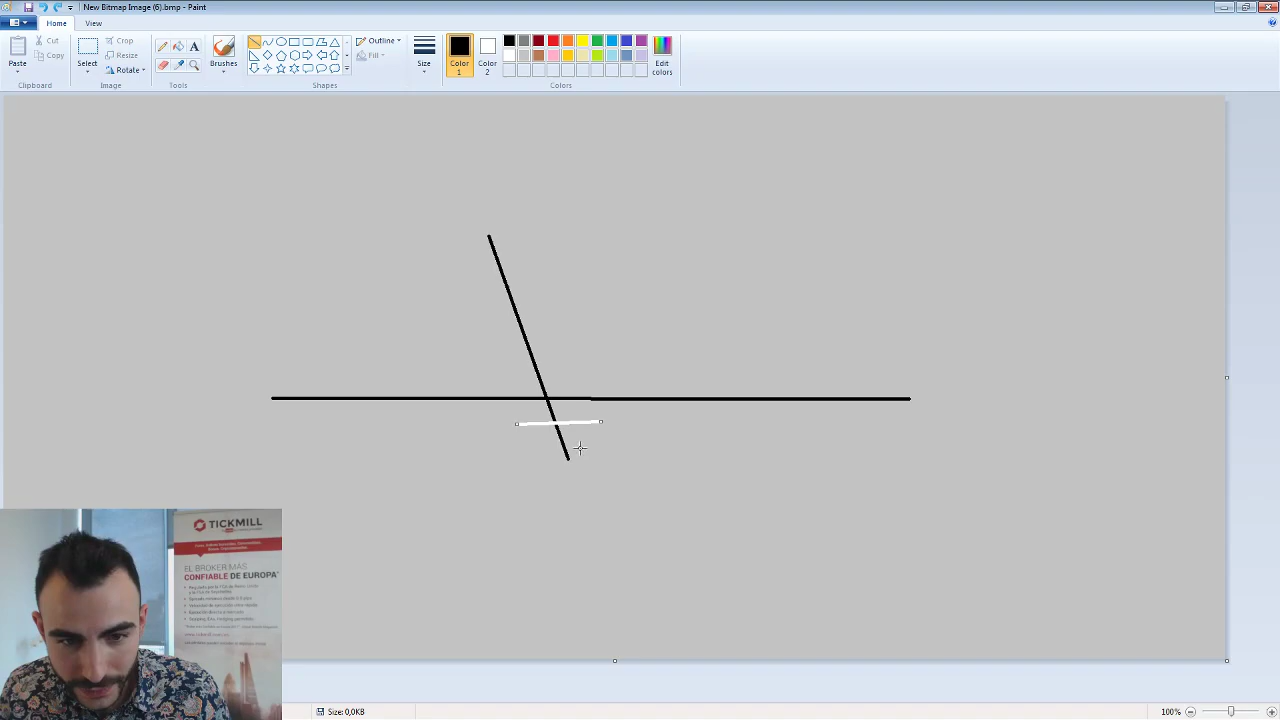 New Bitmap Image (6).bmp - Paint
Home
View
Paste
Cut
Copy
Clipboard
Select
Crop
Resize
Rotate
Image
A
Tools
Brushes
Outline
Fill
Shapes
Size
Color
1
Color
2
Edit
colors
Colors
TICKMILL
EL BROKER MÁS
CONFIABLE DE EUROPA*
Size: 0,0KB
100%